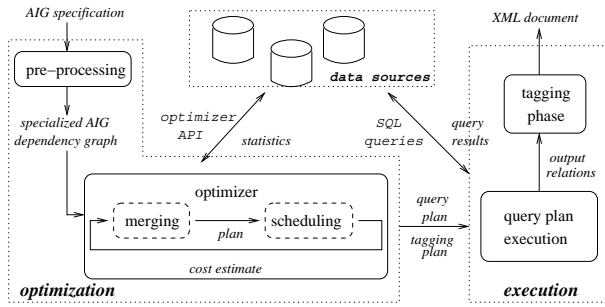 AIG specification
XML document
pre-processing
data sources
tagging
phase
specialized AIG
dependency graph
optimizer
API
statistics
SQL
queries
query
results
output
relations
optimizer
merging
plan
scheduling
cost estimate
query
plan
tagging
plan
query plan
execution
optimization
execution